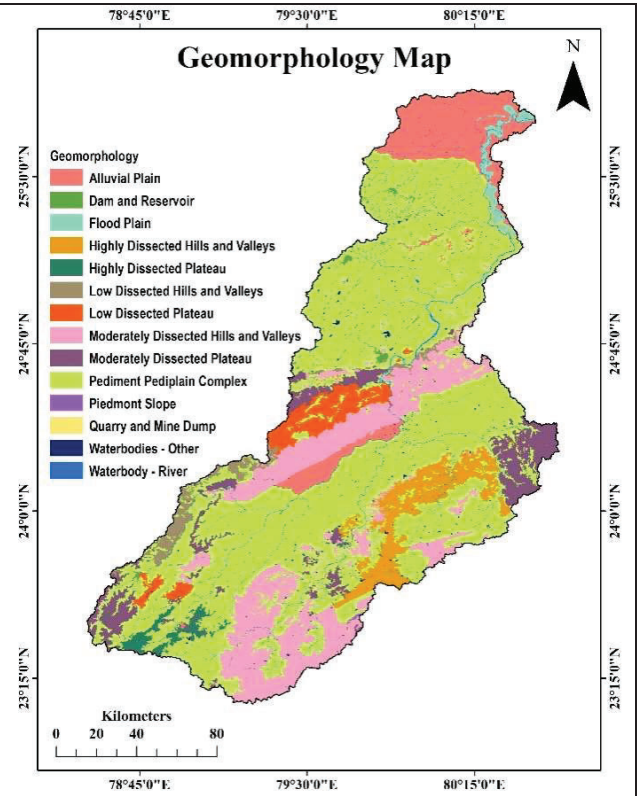 78°45'0"E 79°30'0"E 80°15'0"E
Geomorphology Map
N
Geomorphology
Alluvial Plain
Dam and Reservoir
Flood Plain
Highly Dissected Hills and Valleys
Highly Dissected Plateau
Low Dissected Hills and Valleys
Low Dissected Plateau
Moderately Dissected Hills and Valleys
Moderately Dissected Plateau
Pediment Pediplain Complex
Piedmont Slope
Quarry and Mine Dump
Waterbodies - Other
Waterbody - River
25°30'0"N 25°30'0"N
24°45'0"N 24°45'0"N
24°0'0"N 24°0'0"N
23°15'0"N 23°15'0"N
Kilometers
0 20 40 80
78°45'0"E 79°30'0"E 80°15'0"E